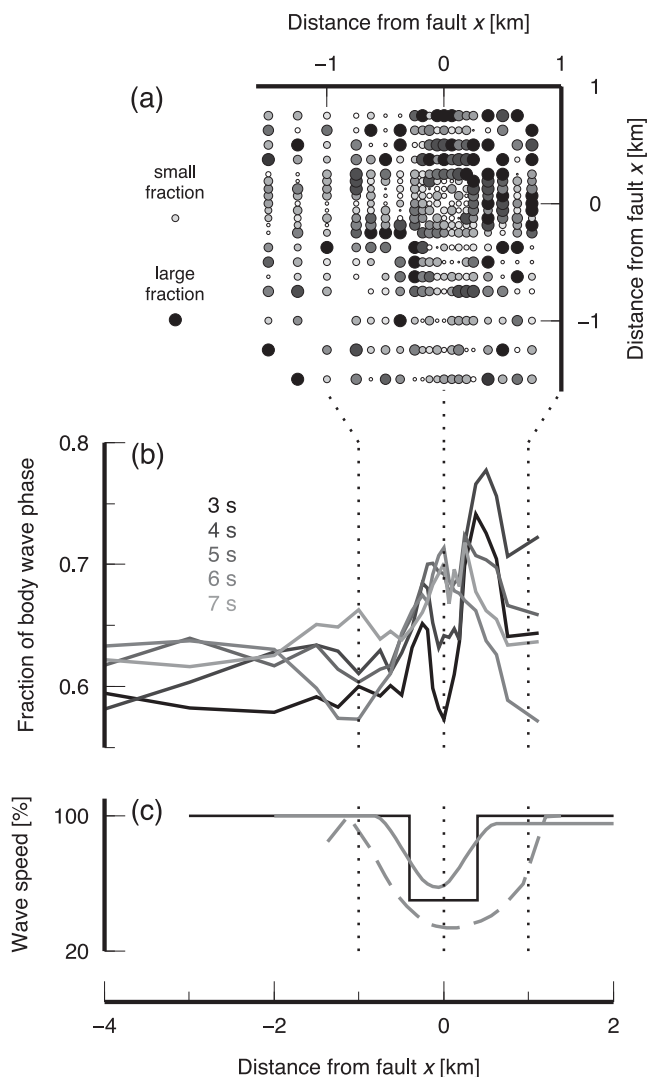 Distance from fault x [km]
−1 0 1
(a)
1
small
fraction
0
large
fraction
−1
Distance from fault x [km]
0.8
(b)
3 s
4 s
5 s
6 s
7 s
0.7
0.6
Fraction of body wave phase
(c)
100
20
Wave speed [%]
−4 −2 0 2
Distance from fault x [km]